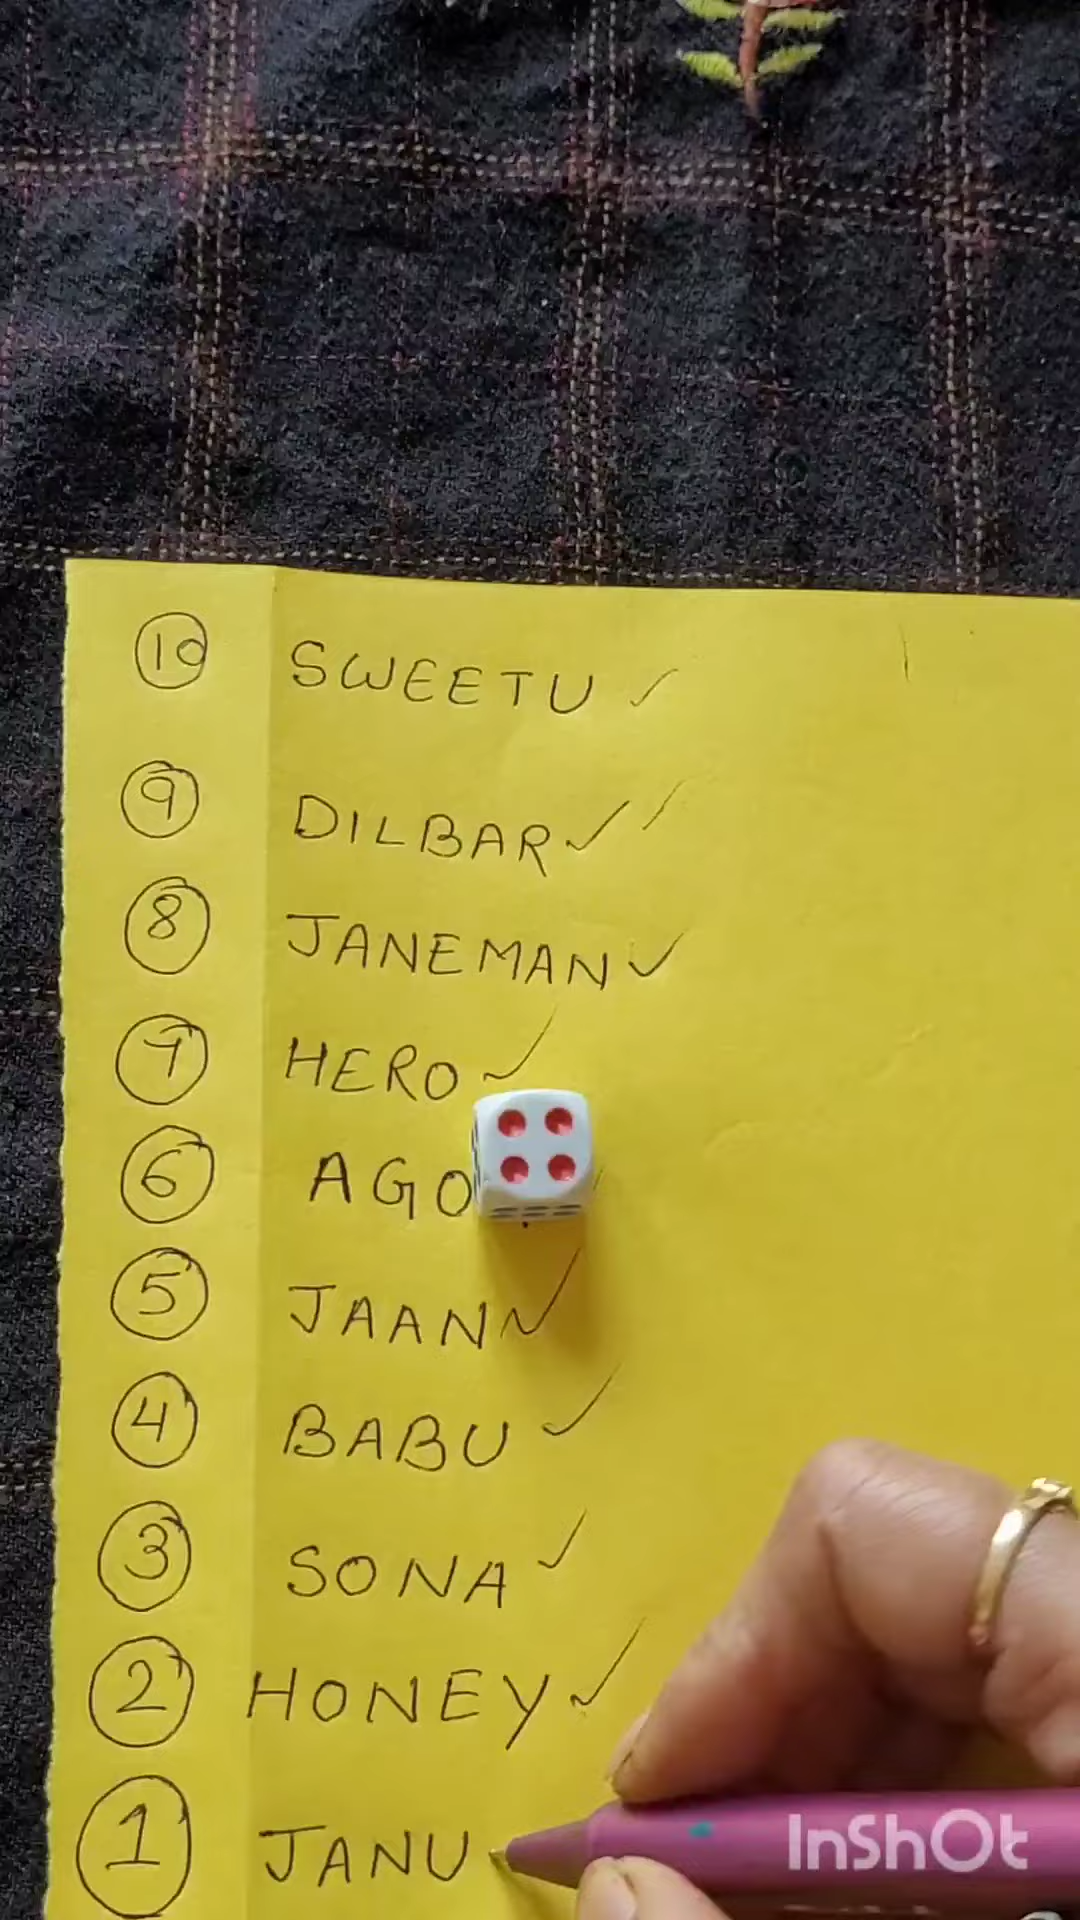 10 SWEETU
9 DILBAR
8 JANEMAN
7 HERO
6 AGO
5 JAAN
4 BABU
3 SONA
2 HONEY
1 JANU
InShOt